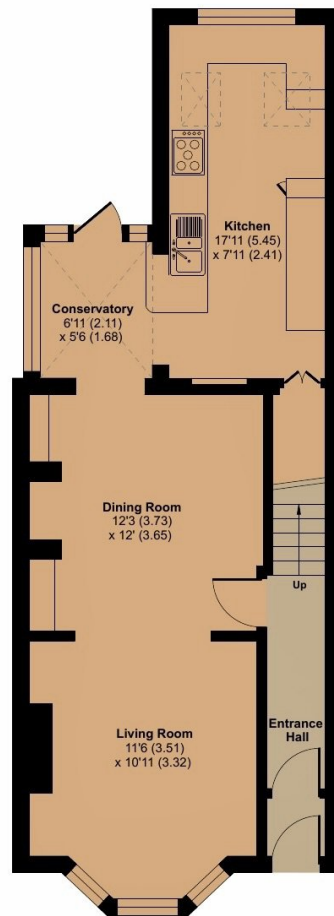 Kitchen
17'11 (5.45)
x 7'11 (2.41)
Conservatory
6'11 (2.11)
x 5'6 (1.68)
Dining Room
12'3 (3.73)
x 12' (3.65)
Up
Entrance
Hall
Living Room
11'6 (3.51)
x 10'11 (3.32)